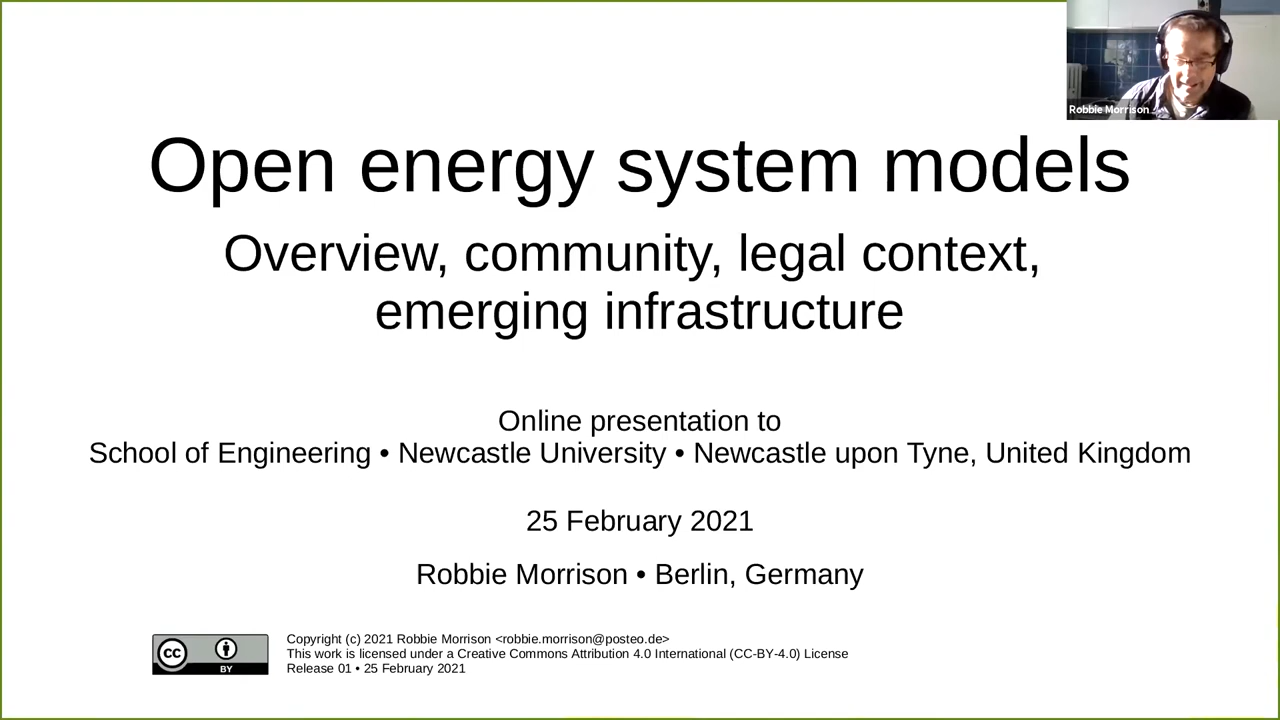 Robbie Morrison
Open energy system models
Overview, community, legal context,
emerging infrastructure
Online presentation to
School of Engineering • Newcastle University • Newcastle upon Tyne, United Kingdom
25 February 2021
Robbie Morrison • Berlin, Germany
cc
BY
Copyright (c) 2021 Robbie Morrison <robbie.morrison@posteo.de>
This work is licensed under a Creative Commons Attribution 4.0 International (CC-BY-4.0) License
Release 01 • 25 February 2021